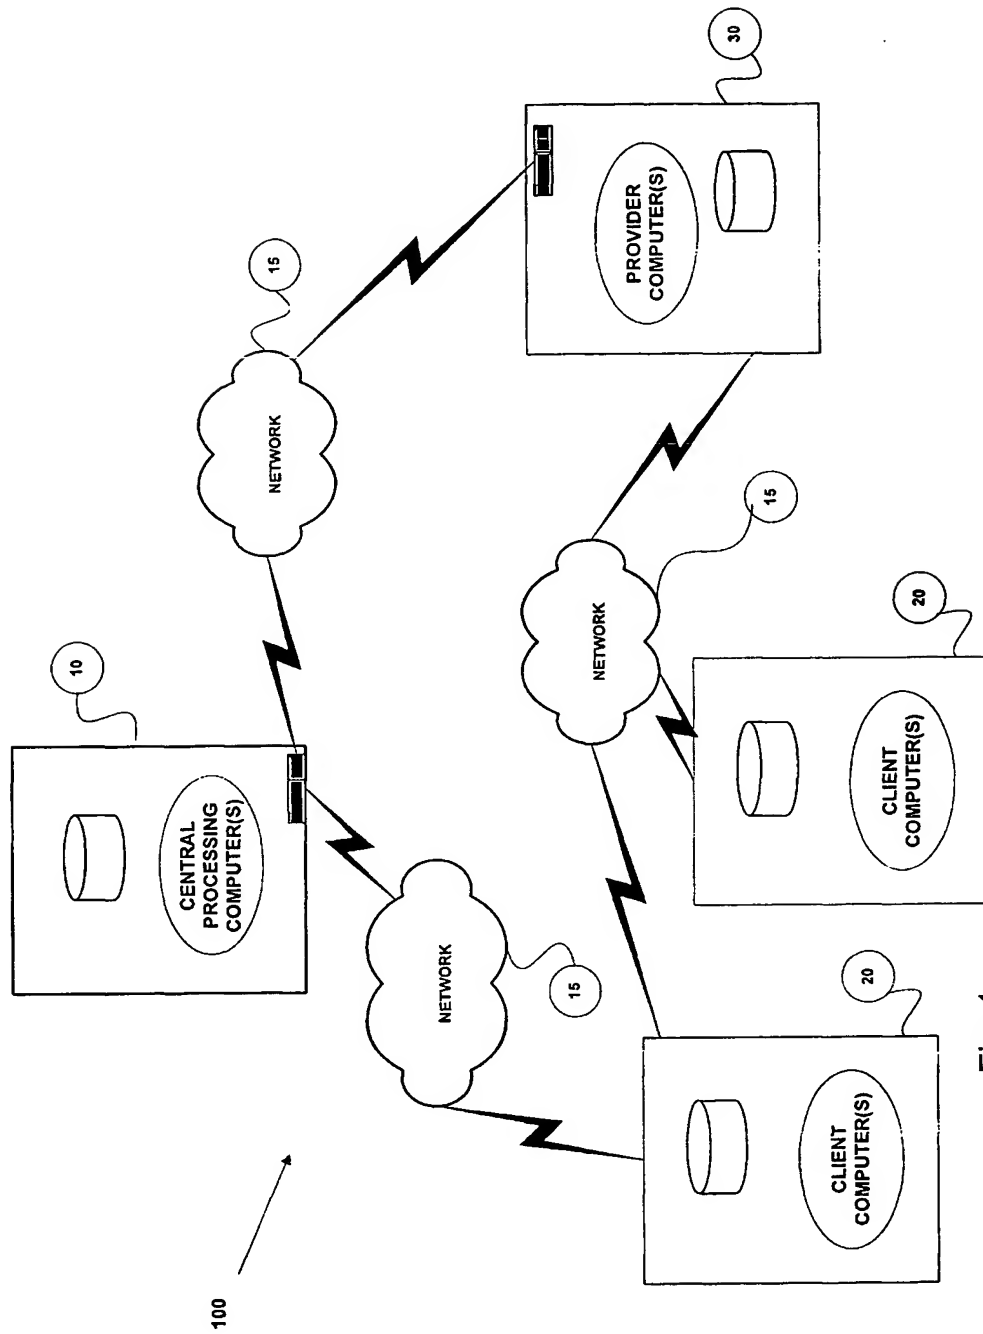 10
CENTRAL
PROCESSING
COMPUTER(S)
100
NETWORK
15
NETWORK
15
NETWORK
15
PROVIDER
COMPUTER(S)
30
CLIENT
COMPUTER(S)
20
CLIENT
COMPUTER(S)
20